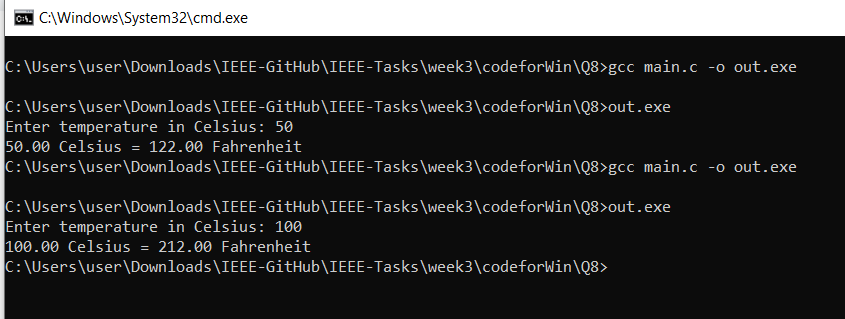 C:\Windows\System32\cmd.exe
C:\Users\user\Downloads\IEEE-GitHub\IEEE-Tasks\week3\codeforWin\Q8>gcc main.c -o out.exe
C:\Users\user\Downloads\IEEE-GitHub\IEEE-Tasks\week3\codeforWin\Q8>out.exe
Enter temperature in Celsius: 50
50.00 Celsius = 122.00 Fahrenheit
C:\Users\user\Downloads\IEEE-GitHub\IEEE-Tasks\week3\codeforWin\Q8>gcc main.c -o out.exe
C:\Users\user\Downloads\IEEE-GitHub\IEEE-Tasks\week3\codeforWin\Q8>out.exe
Enter temperature in Celsius: 100
100.00 Celsius = 212.00 Fahrenheit
C:\Users\user\Downloads\IEEE-GitHub\IEEE-Tasks\week3\codeforWin\Q8>